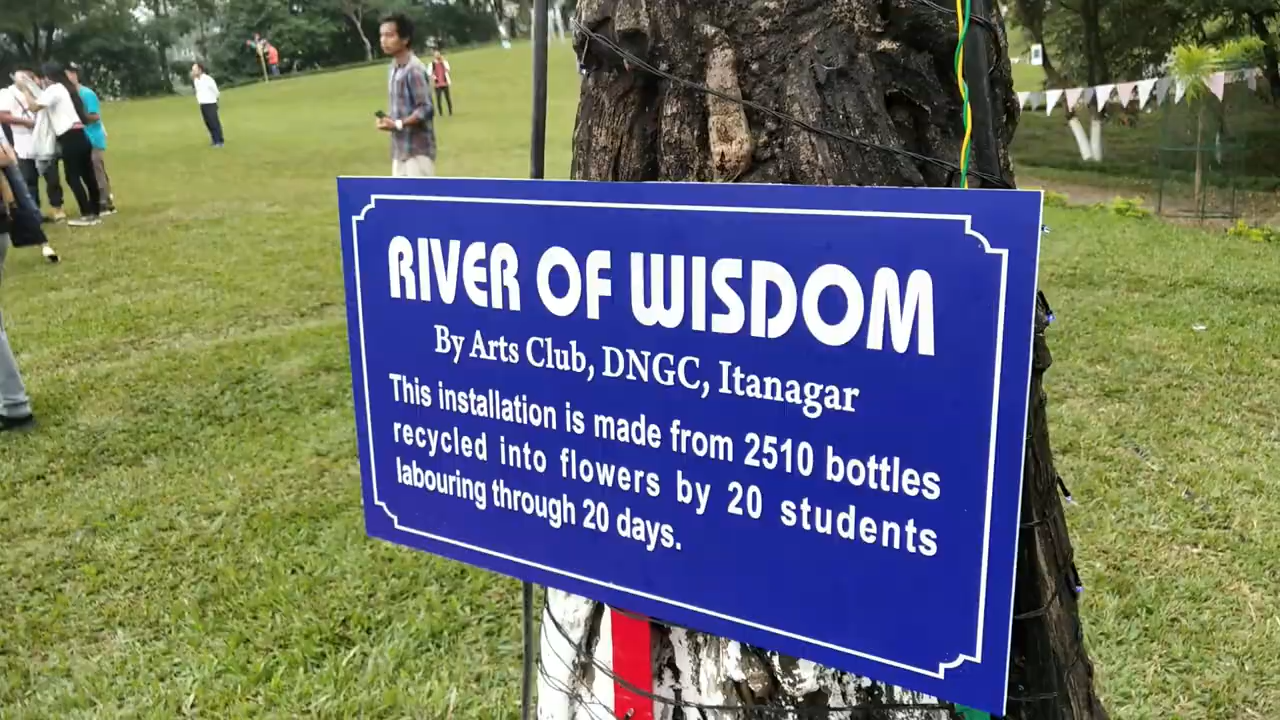 RIVER OF WISDOM
By Arts Club, DNGC, Itanagar
This installation is made from 2510 bottles
recycled into flowers by 20 students
labouring through 20 days.